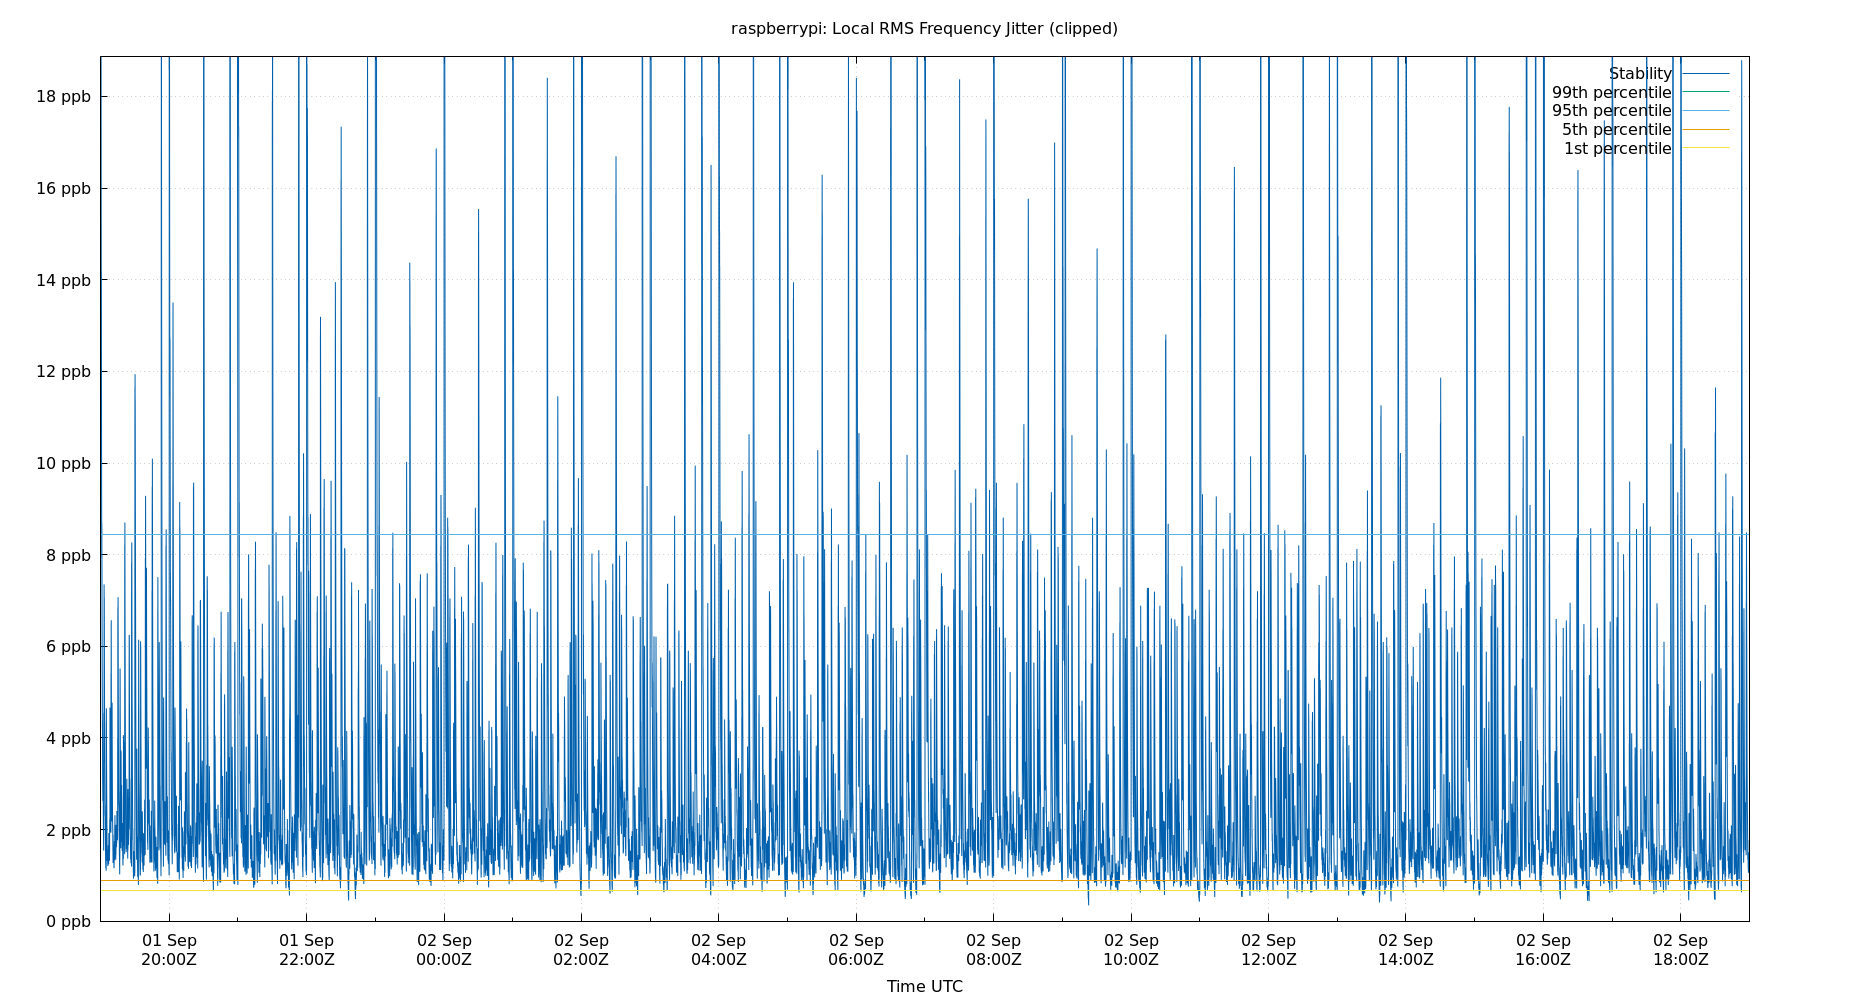 raspberrypi: Local RMS Frequency Jitter (clipped)
Stability
99th percentile
95th percentile
5th percentile
1st percentile
18 ppb
16 ppb
14 ppb
12 ppb
10 ppb
8 ppb
6 ppb
4 ppb
2 ppb
0 ppb
01 Sep 01 Sep 02 Sep 02 Sep 02 Sep 02 Sep 02 Sep 02 Sep 02 Sep 02 Sep 02 Sep 02 Sep
20:00Z 22:00Z 00:00Z 02:00Z 04:00Z 06:00Z 08:00Z 10:00Z 12:00Z 14:00Z 16:00Z 18:00Z
Time UTC